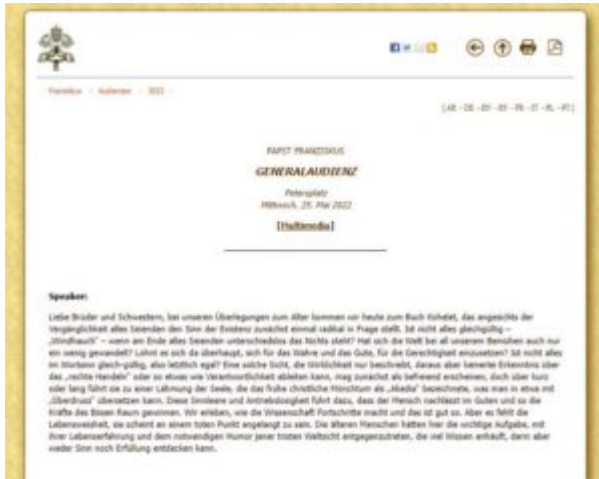 Franziskus - Audienzen - 2022 -
[AR - DE - EN - ES - FR - IT - PL - PT]
PAPST FRANZISKUS
GENERALAUDIENZ
Petersplatz
Mittwoch, 25. Mai 2022
[Multimedia]
Speaker:
Liebe Brüder und Schwestern, bei unseren Überlegungen zum Alter kommen wir heute zum Buch Kohelet, das angesichts der
Vergänglichkeit alles Seienden den Sinn der Existenz zunächst einmal radikal in Frage stellt. Ist nicht alles gleichgültig –
„Windhauch“ – wenn am Ende alles Seienden unterschiedslos das Nichts steht? Hat sich die Welt bei all unserem Bemühen auch nur
ein wenig gewandelt? Lohnt es sich da überhaupt, sich für das Wahre und das Gute, für die Gerechtigkeit einzusetzen? Ist nicht alles
im Wortsinn gleich-gültig, also letztlich egal? Eine solche Sicht, die Wirklichkeit nur beschreibt, daraus aber keinerlei Erkenntnis über
das „rechte Handeln“ oder so etwas wie Verantwortlichkeit ableiten kann, mag zunächst als befreiend erscheinen, doch über kurz
oder lang führt sie zu einer Lähmung der Seele, die das frühe christliche Mönchtum als „Akedia“ bezeichnete, was man in etwa mit
„Überdruss“ übersetzen kann. Diese Sinnleere und Antriebslosigkeit führt dazu, dass der Mensch nachlässt im Guten und so die
Kräfte des Bösen Raum gewinnen. Wir erleben, wie die Wissenschaft Fortschritte macht und das ist gut so. Aber es fehlt die
Lebensweisheit, sie scheint an einem toten Punkt angelangt zu sein. Die älteren Menschen hätten hier die wichtige Aufgabe, mit
ihrer Lebenserfahrung und dem notwendigen Humor jener tristen Weltsicht entgegenzutreten, die viel Wissen anhäuft, darin aber
weder Sinn noch Erfüllung entdecken kann.